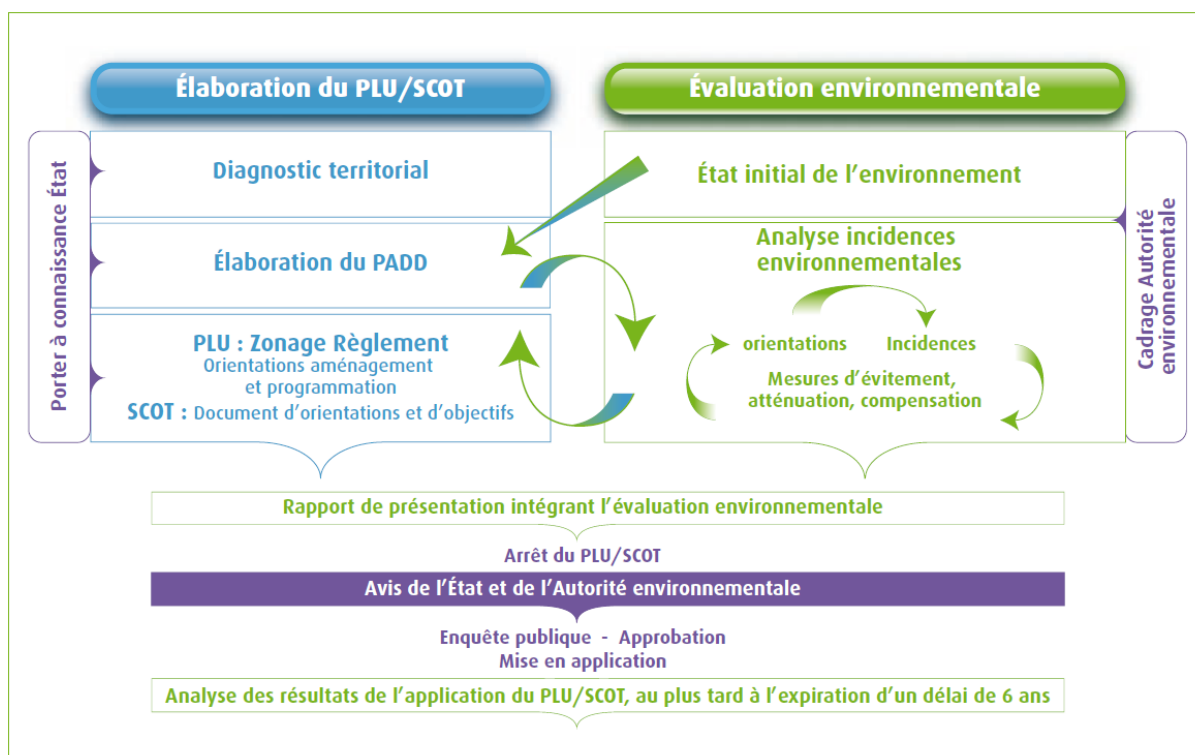 Élaboration du PLU/SCOT
Évaluation environnementale
Porter à connaissance État
Diagnostic territorial
État initial de l'environnement
Élaboration du PADD
Analyse incidences
environnementales
PLU : Zonage Règlement
Orientations aménagement
et programmation
SCOT : Document d'orientations et d'objectifs
orientations
Incidences
Mesures d'évitement,
atténuation, compensation
Cadrage Autorité
environnementale
Rapport de présentation intégrant l'évaluation environnementale
Arrêt du PLU/SCOT
Avis de l'État et de l'Autorité environnementale
Enquête publique - Approbation
Mise en application
Analyse des résultats de l'application du PLU/SCOT, au plus tard à l'expiration d'un délai de 6 ans